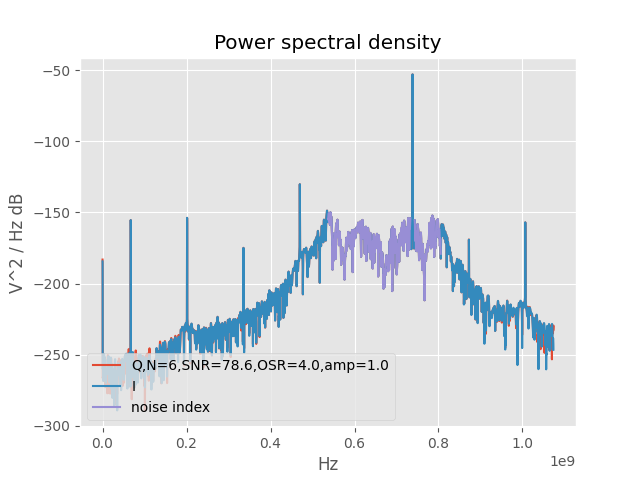 Power spectral density
V^2 / Hz dB
−50
−100
−150
−200
−250
−300
Q,N=6,SNR=78.6,OSR=4.0,amp=1.0
I
noise index
0.0 0.2 0.4 0.6 0.8 1.0
1e9
Hz